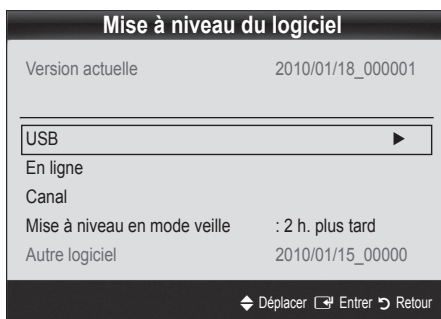 Mise à niveau du logiciel
Version actuelle 2010/01/18_000001
USB ►
En ligne
Canal
Mise à niveau en mode veille : 2 h. plus tard
Autre logiciel 2010/01/15_00000
Déplacer Entrer Retour